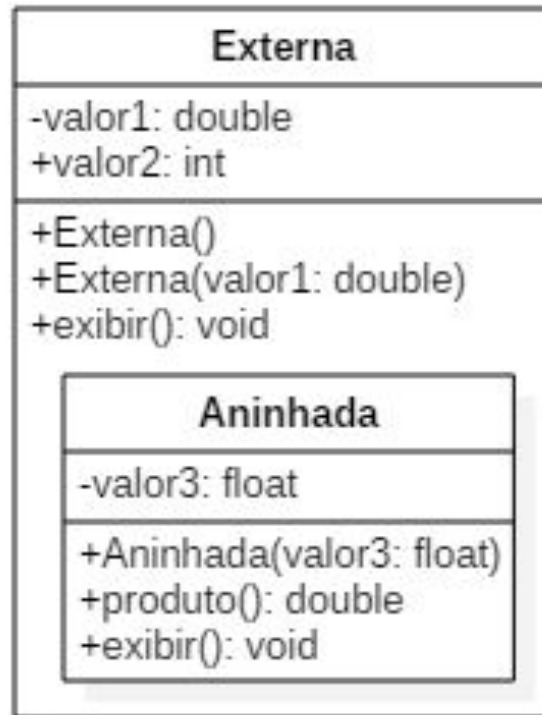 Externa
-valor1: double
+valor2: int
+Externa()
+Externa(valor1: double)
+exibir(): void
Aninhada
-valor3: float
+Aninhada(valor3: float)
+produto(): double
+exibir(): void